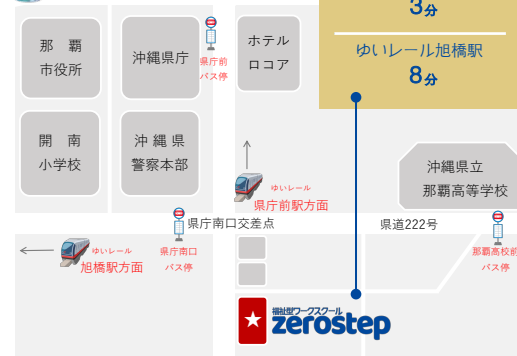 3分
ゆいレール旭橋駅
8分
那　覇
市役所
沖縄県庁
県庁前
バス停
ホテル
ロコア
開　南
小学校
沖 縄 県
警察本部
沖縄県立
那覇高等学校
ゆいレール
県庁前駅方面
県庁南口交差点
県道222号
ゆいレール
旭橋駅方面
県庁南口
バス停
那覇高校前
バス停
福祉型ワークスクール
zerostep